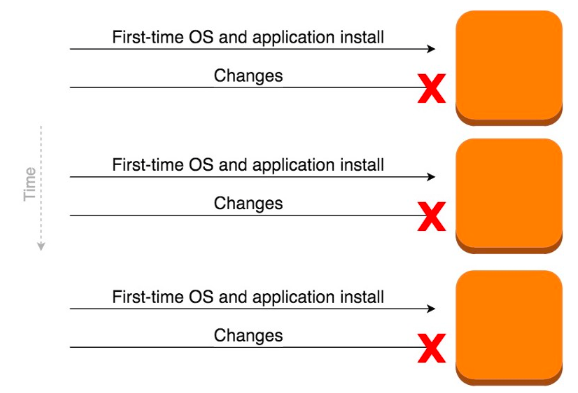 First-time OS and application install
Changes
Time
First-time OS and application install
Changes
First-time OS and application install
Changes